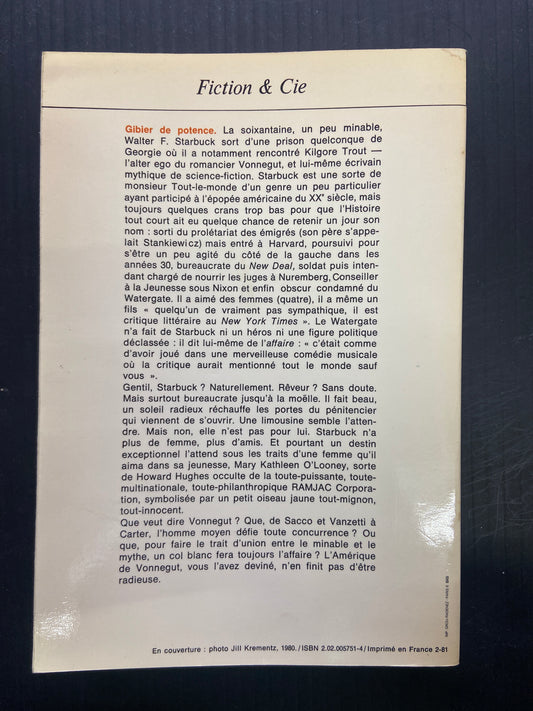 Fiction & Cie
Gibier de potence. La soixantaine, un peu minable,
Walter F. Starbuck sort d'une prison quelconque de
Georgie où il a notamment rencontré Kilgore Trout —
l'alter ego du romancier Vonnegut, et lui-même écrivain
mythique de science-fiction. Starbuck est une sorte de
monsieur Tout-le-monde d'un genre un peu particulier
ayant participé à l'épopée américaine du XXe siècle, mais
toujours quelques crans trop bas pour que l'Histoire
tout court ait eu quelque chance de retenir un jour son
nom : sorti du prolétariat des émigrés (son père s'appe-
lait Stankiewicz) mais entré à Harvard, poursuivi pour
s'être un peu agité du côté de la gauche dans les
années 30, bureaucrate du New Deal, soldat puis inten-
dant chargé de nourrir les juges à Nuremberg, Conseiller
à la Jeunesse sous Nixon et enfin obscur condamné du
Watergate. Il a aimé des femmes (quatre), il a même un
fils « quelqu'un de vraiment pas sympathique, il est
critique littéraire au New York Times ». Le Watergate
n'a fait de Starbuck ni un héros ni une figure politique
déclassée : il dit lui-même de l'affaire : « c'était comme
d'avoir joué dans une merveilleuse comédie musicale
où la critique aurait mentionné tout le monde sauf
vous ».
Gentil, Starbuck ? Naturellement. Rêveur ? Sans doute.
Mais surtout bureaucrate jusqu'à la moëlle. Il fait beau,
un soleil radieux réchauffe les portes du pénitencier
qui viennent de s'ouvrir. Une limousine semble l'atten-
dre. Mais non, elle n'est pas pour lui. Starbuck n'a
plus de femme, plus d'amis. Et pourtant un destin
exceptionnel l'attend sous les traits d'une femme qu'il
aima dans sa jeunesse, Mary Kathleen O'Looney, sorte
de Howard Hughes occulte de la toute-puissante, toute-
multinationale, toute-philanthropique RAMJAC Corpora-
tion, symbolisée par un petit oiseau jaune tout-mignon,
tout-innocent.
Que veut dire Vonnegut ? Que, de Sacco et Vanzetti à
Carter, l'homme moyen défie toute concurrence ? Ou
que, pour faire le trait d'union entre le minable et le
mythe, un col blanc fera toujours l'affaire ? L'Amérique
de Vonnegut, vous l'avez deviné, n'en finit pas d'être
radieuse.
En couverture : photo Jill Krementz, 1980./ISBN 2.02.005751-4/Imprimé en France 2-81